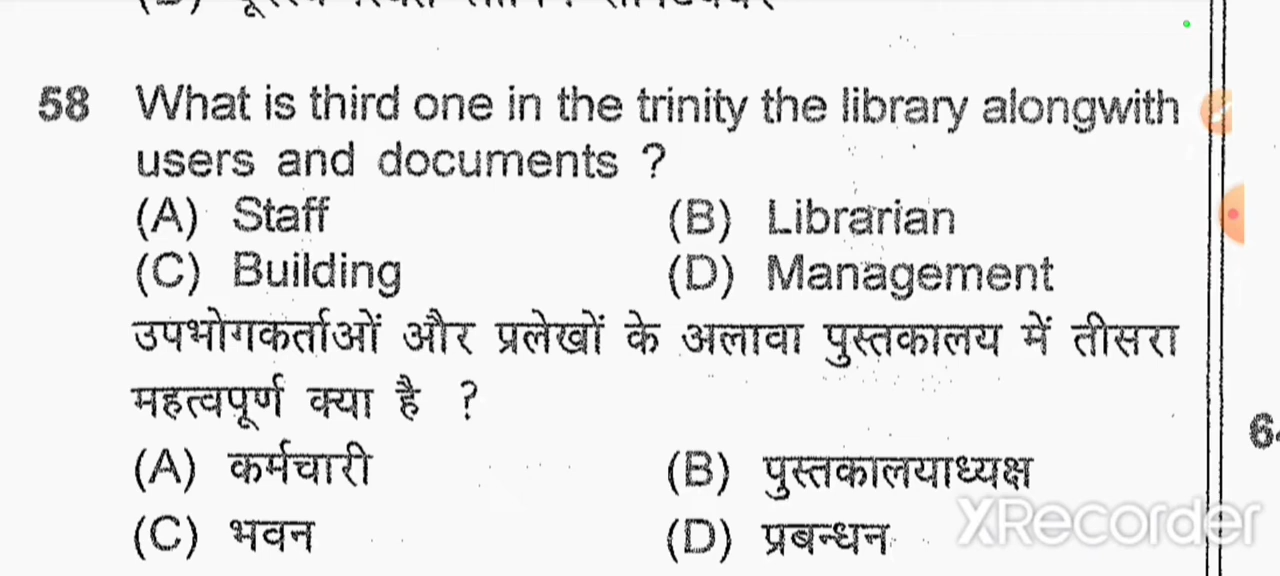 58 What is third one in the trinity the library alongwith
users and documents ?
(A) Staff (B) Librarian
(C) Building (D) Management
उपभोगकर्ताओं और प्रलेखों के अलावा पुस्तकालय में तीसरा
महत्वपूर्ण क्या है ?
(A) कर्मचारी (B) पुस्तकालयाध्यक्ष
(C) भवन (D) प्रबन्धन
XRecorder